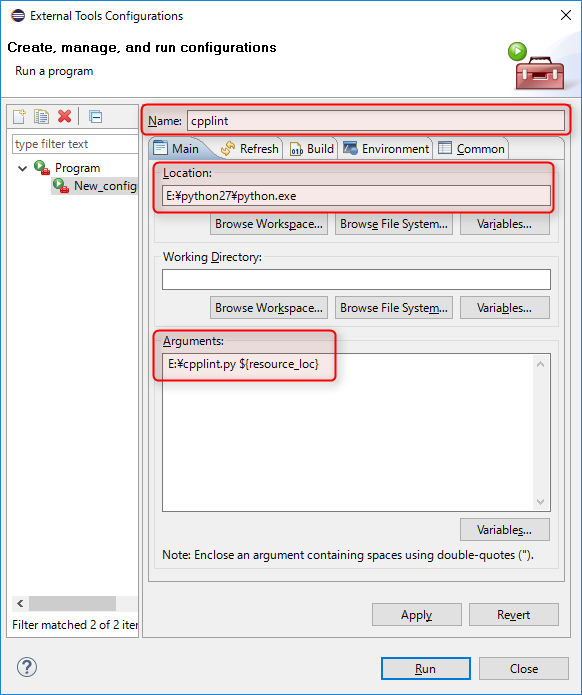 External Tools Configurations
Create, manage, and run configurations
Run a program
type filter text
Program
New_config
Filter matched 2 of 2 iter
Name: cpplint
Main Refresh Build Environment Common
Location:
E:¥python27¥python.exe
Browse Workspace... Browse File System... Variables...
Working Directory:
Browse Workspace... Browse File System... Variables...
Arguments:
E:¥cpplint.py ${resource_loc}
Variables...
Note: Enclose an argument containing spaces using double-quotes (").
Apply Revert
Run Close